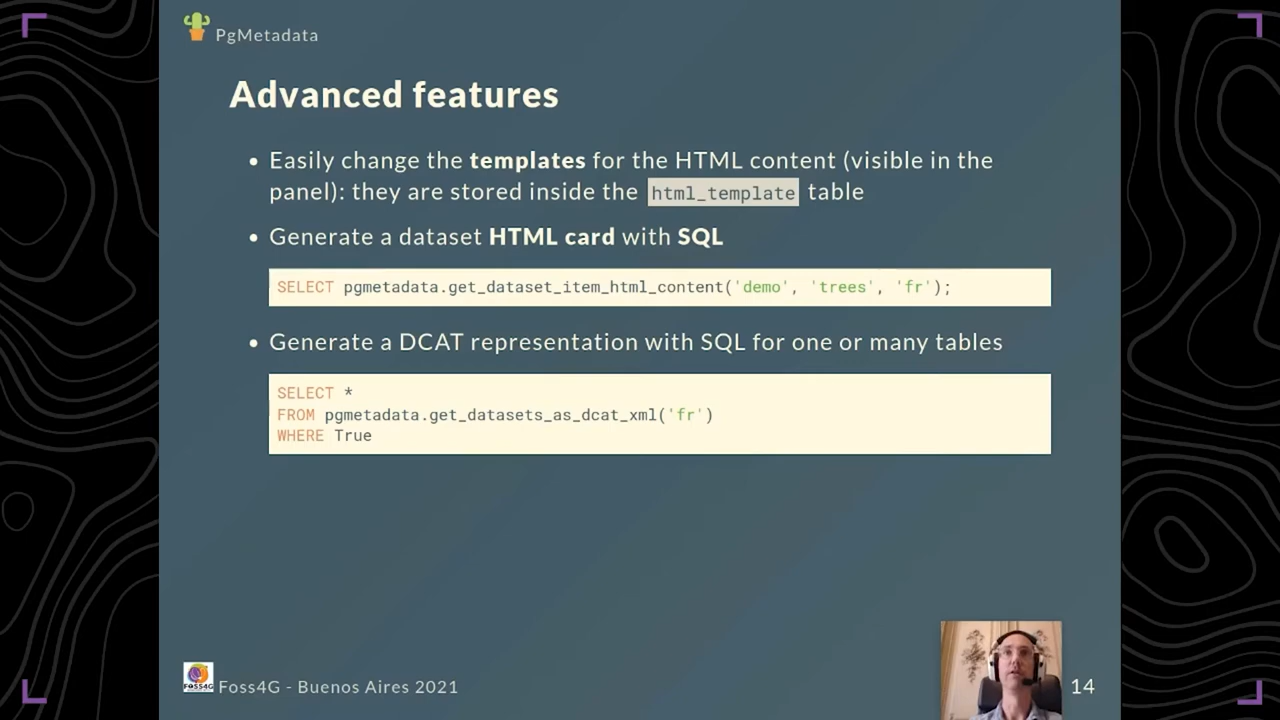 PgMetadata
Advanced features
• Easily change the templates for the HTML content (visible in the
panel): they are stored inside the html_template table
• Generate a dataset HTML card with SQL
SELECT pgmetadata.get_dataset_item_html_content('demo', 'trees', 'fr');
• Generate a DCAT representation with SQL for one or many tables
SELECT *
FROM pgmetadata.get_datasets_as_dcat_xml('fr')
WHERE True
FOSS4G
Foss4G - Buenos Aires 2021
14